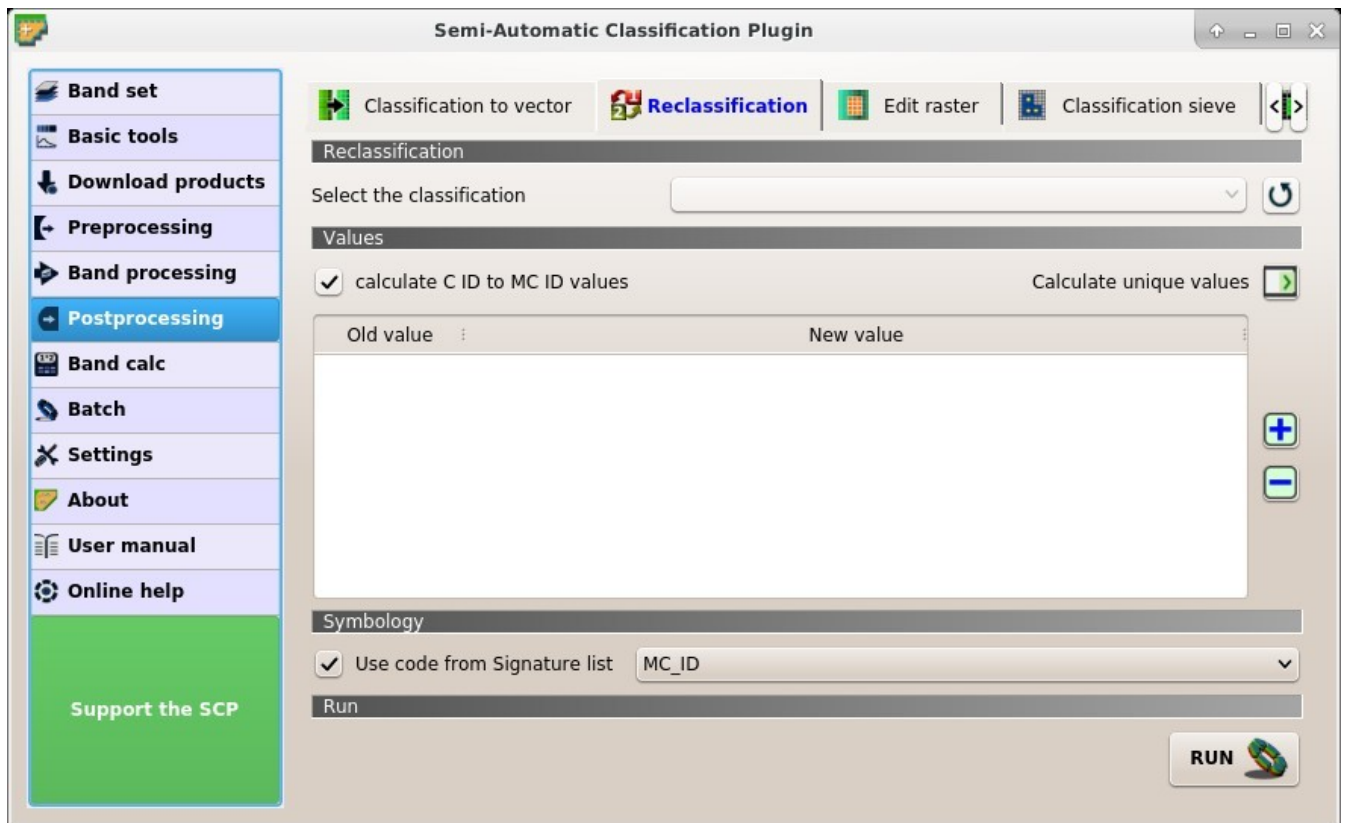 Semi-Automatic Classification Plugin
Band set
Basic tools
Download products
Preprocessing
Band processing
Postprocessing
Band calc
Batch
Settings
About
User manual
Online help
Support the SCP
Classification to vector
Reclassification
Edit raster
Classification sieve
Reclassification
Select the classification
Values
calculate C ID to MC ID values
Calculate unique values
Old value
New value
Symbology
Use code from Signature list
MC_ID
Run
RUN